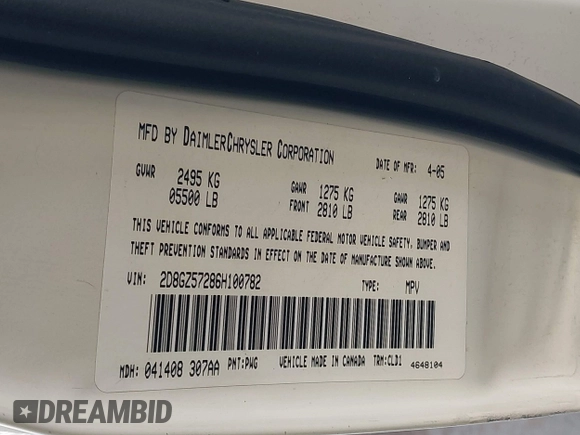 MFD BY DAIMLERCHRYSLER CORPORATION DATE OF MFR: 4-05
GVWR 2495 KG GAWR 1275 KG GAWR 1275 KG
05500 LB FRONT 2810 LB REAR 2810 LB
THIS VEHICLE CONFORMS TO ALL APPLICABLE FEDERAL MOTOR VEHICLE SAFETY, BUMPER AND
THEFT PREVENTION STANDARDS IN EFFECT ON THE DATE OF MANUFACTURE SHOWN ABOVE.
VIN: 2D8GZ57286H100782 TYPE: MPV
MDH: 041408 307AA PNT:PWG VEHICLE MADE IN CANADA TRM:CLD1 4648104
DREAMBID